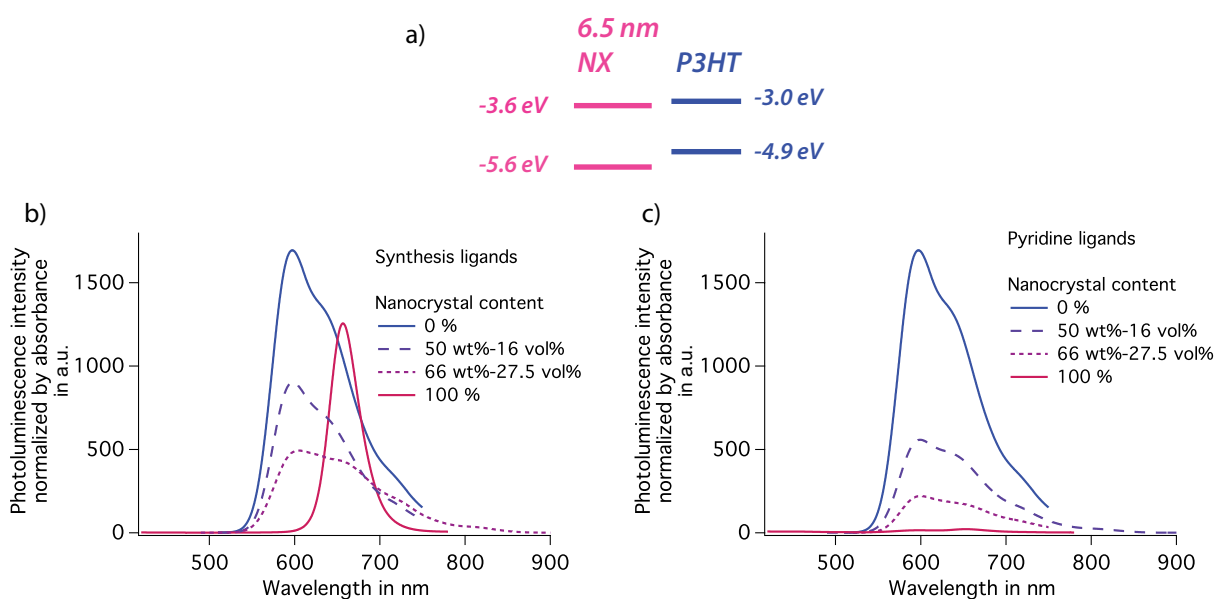 a)
6.5 nm
NX
P3HT
-3.6 eV
-3.0 eV
-5.6 eV
-4.9 eV
b)
Photoluminescence intensity
normalized by absorbance
in a.u.
1500
1000
500
0
Synthesis ligands
Nanocrystal content
0 %
50 wt%-16 vol%
66 wt%-27.5 vol%
100 %
500 600 700 800 900
Wavelength in nm
c)
Photoluminescence intensity
normalized by absorbance
in a.u.
1500
1000
500
0
Pyridine ligands
Nanocrystal content
0 %
50 wt%-16 vol%
66 wt%-27.5 vol%
100 %
500 600 700 800 900
Wavelength in nm